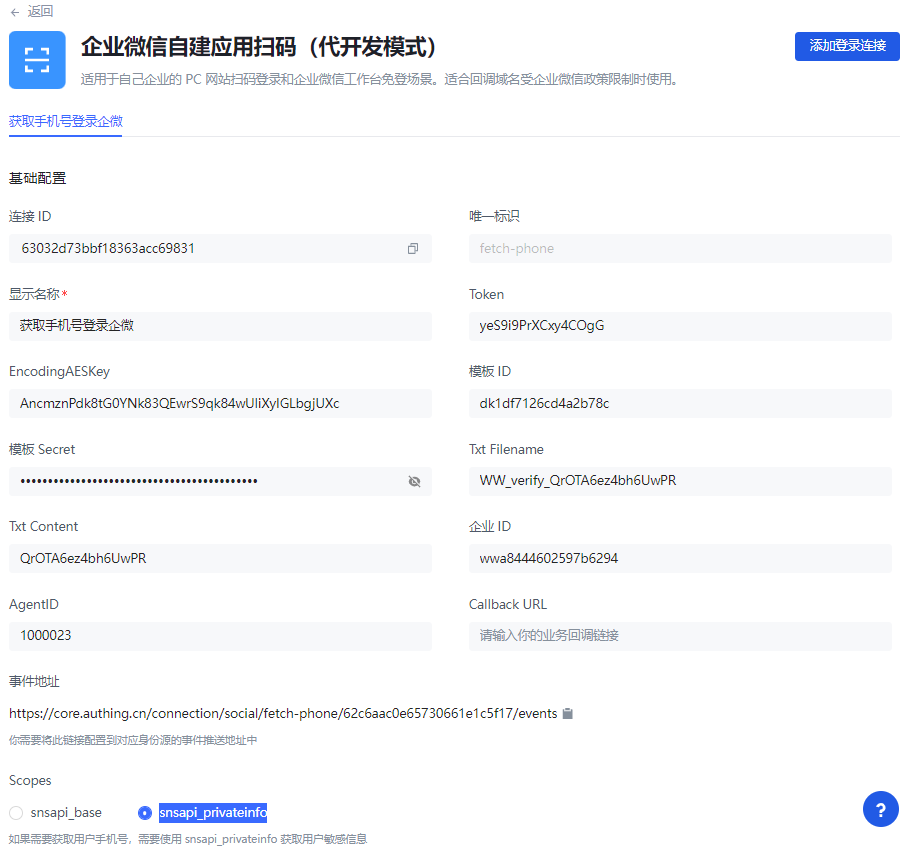 返回
企业微信自建应用扫码（代开发模式）
添加登录连接
适用于自己企业的 PC 网站扫码登录和企业微信工作台免登场景。适合回调域名受企业微信政策限制时使用。
获取手机号登录企微
基础配置
连接 ID
唯一标识
63032d73bbf18363acc69831
fetch-phone
显示名称*
Token
获取手机号登录企微
yeS9i9PrXCxy4COgG
EncodingAESKey
模板 ID
AncmznPdk8tG0YNk83QEwrS9qk84wUliXylGLbgjUXc
dk1df7126cd4a2b78c
模板 Secret
Txt Filename
WW_verify_QrOTA6ez4bh6UwPR
Txt Content
企业 ID
QrOTA6ez4bh6UwPR
wwa8444602597b6294
AgentID
Callback URL
1000023
请输入你的业务回调链接
事件地址
https://core.authing.cn/connection/social/fetch-phone/62c6aac0e65730661e1c5f17/events
你需要将此链接配置到对应身份源的事件推送地址中
Scopes
snsapi_base
snsapi_privateinfo
?
如果需要获取用户手机号，需要使用 snsapi_privateinfo 获取用户敏感信息